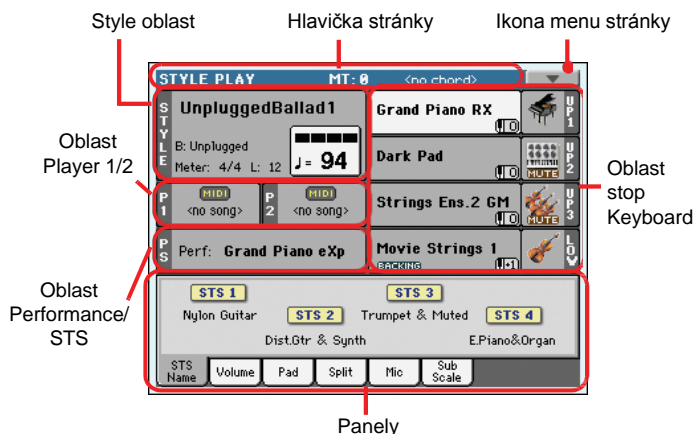 Style oblast
Hlavička stránky
Ikona menu stránky
STYLE PLAY MT: 0 <no chord>
STYLE
UnpluggedBallad1
B: Unplugged
Meter: 4/4 L: 12
♩= 94
Grand Piano RX
0
UP1
Dark Pad
0
MUTE
UP2
Strings Ens.2 GM
0
MUTE
UP3
Movie Strings 1
BACKING
+1
LOW
Oblast
Player 1/2
P1
MIDI
<no song>
P2
MIDI
<no song>
Oblast
stop
Keyboard
PS
Perf: Grand Piano eXp
Oblast
Performance/
STS
STS 1
Nylon Guitar
STS 2
Dist.Gtr & Synth
STS 3
Trumpet & Muted
STS 4
E.Piano&Organ
STS
Name
Volume
Pad
Split
Mic
Sub
Scale
Panely